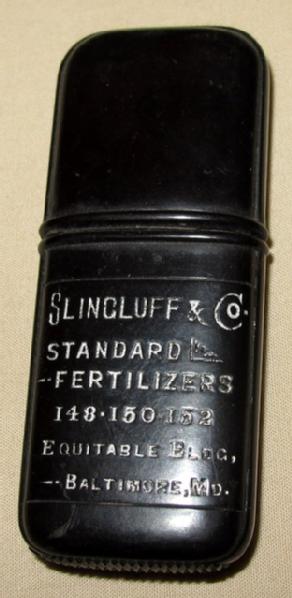 SLINGLUFF & CO.
STANDARD
-FERTILIZERS
148·150·152
EQUITABLE BLDG,
--BALTIMORE, MD.